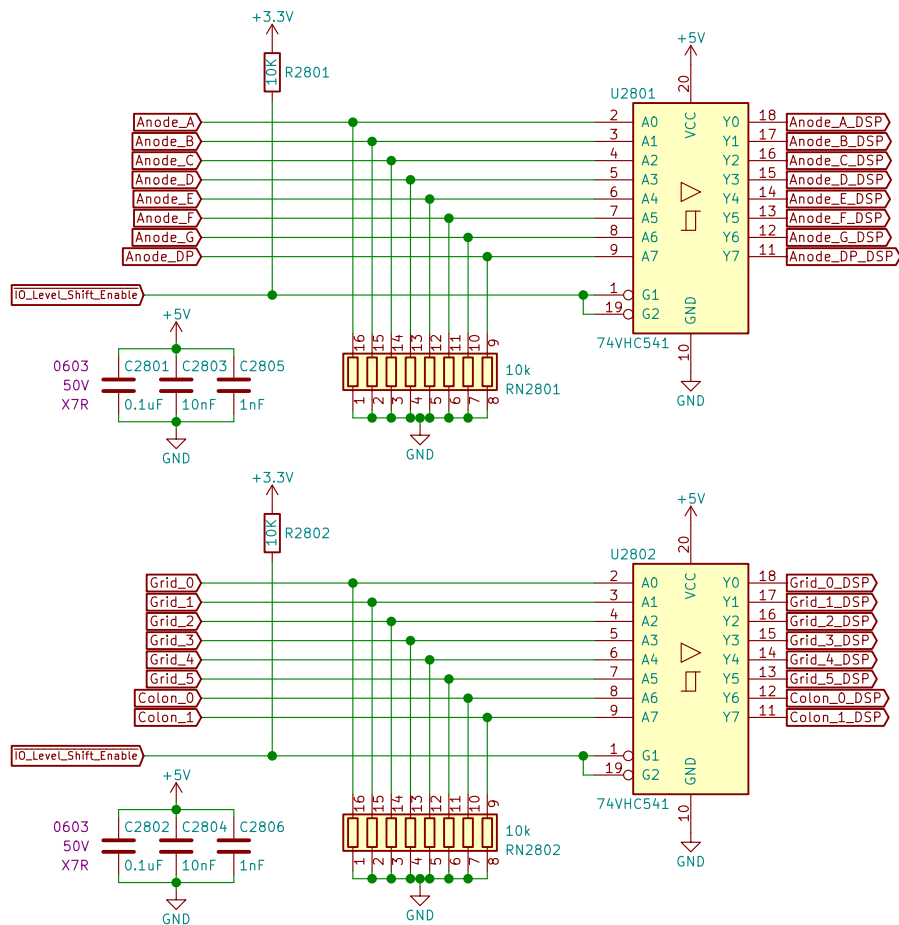 +3.3V
10K R2801
+5V
20
U2801
VCC
Anode_A 2 A0 Y0 18 Anode_A_DSP
Anode_B 3 A1 Y1 17 Anode_B_DSP
Anode_C 4 A2 Y2 16 Anode_C_DSP
Anode_D 5 A3 Y3 15 Anode_D_DSP
Anode_E 6 A4 Y4 14 Anode_E_DSP
Anode_F 7 A5 Y5 13 Anode_F_DSP
Anode_G 8 A6 Y6 12 Anode_G_DSP
Anode_DP 9 A7 Y7 11 Anode_DP_DSP
IO_Level_Shift_Enable 1 G1
19 G2
GND
74VHC541
10
GND
+5V
0603 C2801 C2803 C2805
50V
X7R 0.1uF 10nF 1nF
GND
16 15 14 13 12 11 10 9
10k
RN2801
1 2 3 4 5 6 7 8
GND
+3.3V
10K R2802
+5V
20
U2802
VCC
Grid_0 2 A0 Y0 18 Grid_0_DSP
Grid_1 3 A1 Y1 17 Grid_1_DSP
Grid_2 4 A2 Y2 16 Grid_2_DSP
Grid_3 5 A3 Y3 15 Grid_3_DSP
Grid_4 6 A4 Y4 14 Grid_4_DSP
Grid_5 7 A5 Y5 13 Grid_5_DSP
Colon_0 8 A6 Y6 12 Colon_0_DSP
Colon_1 9 A7 Y7 11 Colon_1_DSP
IO_Level_Shift_Enable 1 G1
19 G2
GND
74VHC541
10
GND
+5V
0603 C2802 C2804 C2806
50V
X7R 0.1uF 10nF 1nF
GND
16 15 14 13 12 11 10 9
10k
RN2802
1 2 3 4 5 6 7 8
GND